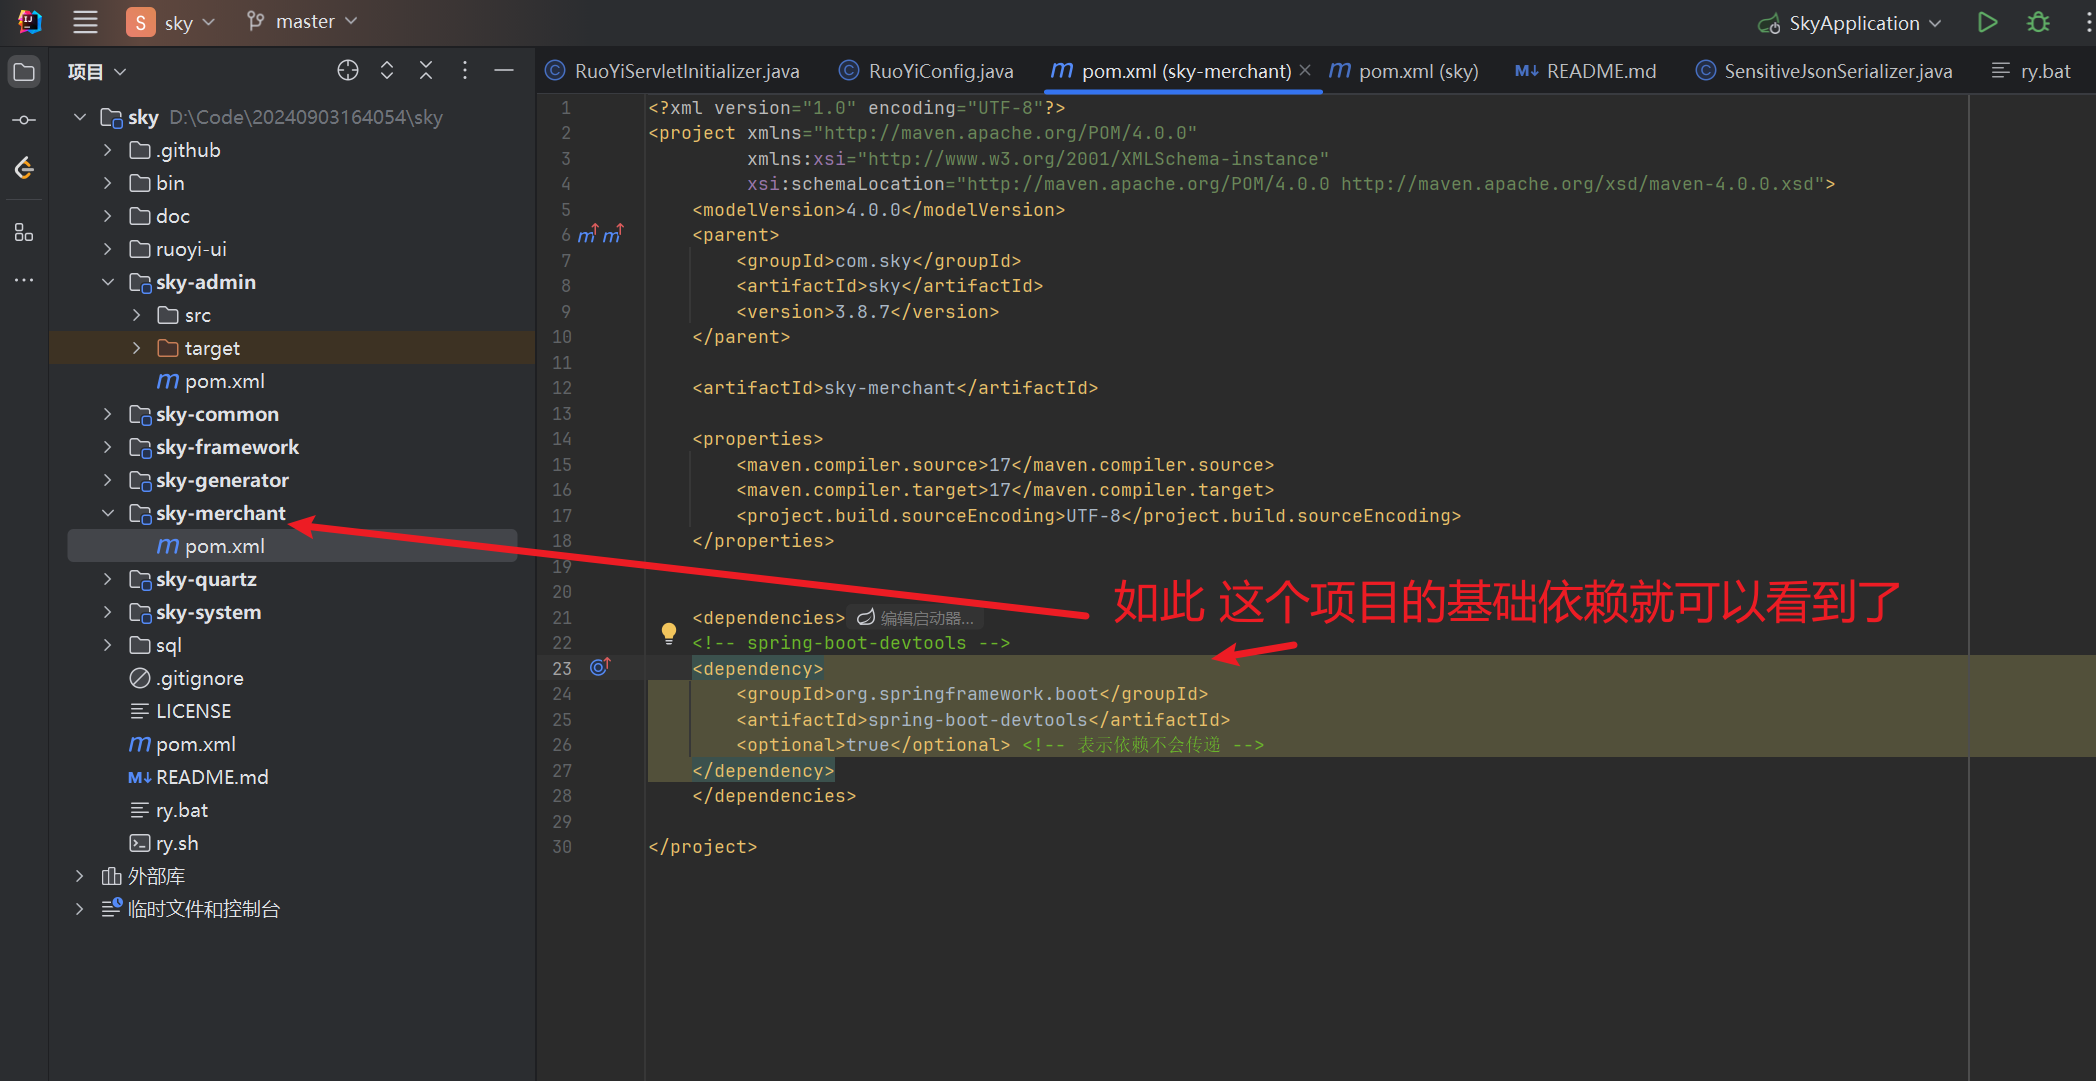 S sky master SkyApplication
项目
RuoYiServletInitializer.java RuoYiConfig.java pom.xml (sky-merchant) pom.xml (sky) README.md SensitiveJsonSerializer.java ry.bat
sky D:\Code\20240903164054\sky
.github
bin
doc
ruoyi-ui
sky-admin
src
target
pom.xml
sky-common
sky-framework
sky-generator
sky-merchant
pom.xml
sky-quartz
sky-system
sql
.gitignore
LICENSE
pom.xml
README.md
ry.bat
ry.sh
外部库
临时文件和控制台
1 <?xml version="1.0" encoding="UTF-8"?>
2 <project xmlns="http://maven.apache.org/POM/4.0.0"
3 xmlns:xsi="http://www.w3.org/2001/XMLSchema-instance"
4 xsi:schemaLocation="http://maven.apache.org/POM/4.0.0 http://maven.apache.org/xsd/maven-4.0.0.xsd">
5 <modelVersion>4.0.0</modelVersion>
6 <parent>
7 <groupId>com.sky</groupId>
8 <artifactId>sky</artifactId>
9 <version>3.8.7</version>
10 </parent>
11
12 <artifactId>sky-merchant</artifactId>
13
14 <properties>
15 <maven.compiler.source>17</maven.compiler.source>
16 <maven.compiler.target>17</maven.compiler.target>
17 <project.build.sourceEncoding>UTF-8</project.build.sourceEncoding>
18 </properties>
19
20
如此 这个项目的基础依赖就可以看到了
21 <dependencies> 编辑启动器...
22 <!-- spring-boot-devtools -->
23 <dependency>
24 <groupId>org.springframework.boot</groupId>
25 <artifactId>spring-boot-devtools</artifactId>
26 <optional>true</optional> <!-- 表示依赖不会传递 -->
27 </dependency>
28 </dependencies>
29
30 </project>